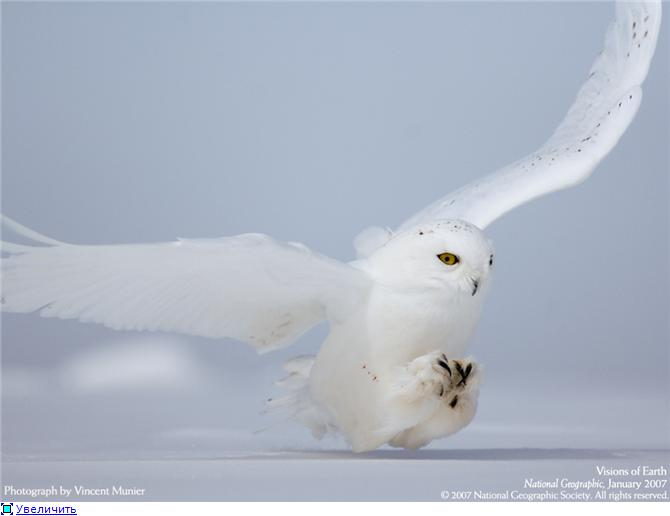 Visions of Earth
Photograph by Vincent Munier
National Geographic, January 2007
© 2007 National Geographic Society. All rights reserved.
Увеличить